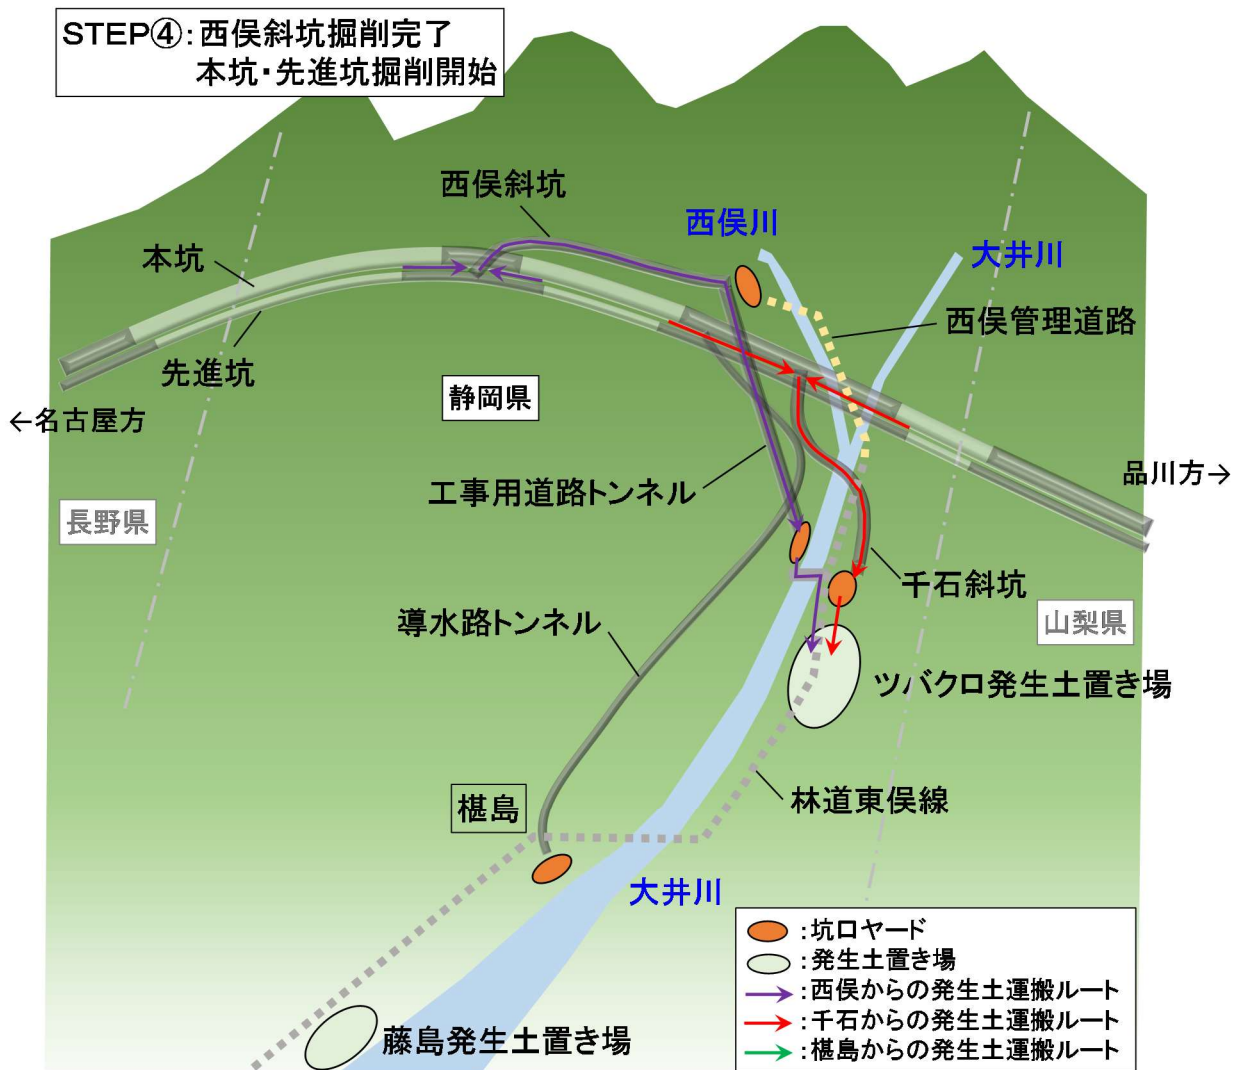 STEP④:西俣斜坑掘削完了
本坑・先進坑掘削開始
西俣斜坑
西俣川
大井川
本坑
西俣管理道路
先進坑
静岡県
←名古屋方
品川方→
工事用道路トンネル
長野県
千石斜坑
山梨県
導水路トンネル
ツバクロ発生土置き場
林道東俣線
椹島
大井川
:坑口ヤード
:発生土置き場
:西俣からの発生土運搬ルート
:千石からの発生土運搬ルート
:椹島からの発生土運搬ルート
藤島発生土置き場